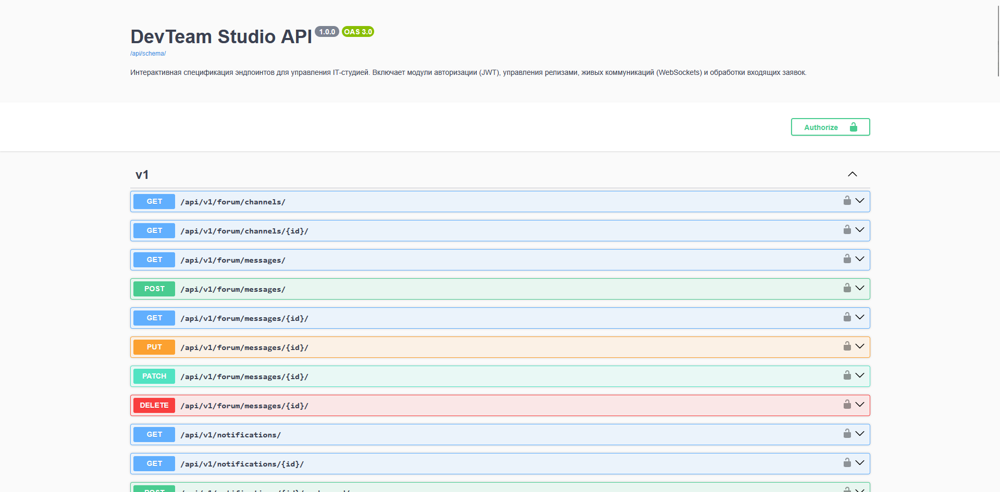 DevTeam Studio API 1.0.0 OAS 3.0
/api/schema/
Интерактивная спецификация эндпоинтов для управления IT-студией. Включает модули авторизации (JWT), управления релизами, живых коммуникаций (WebSockets) и обработки входящих заявок.
Authorize
v1
GET /api/v1/forum/channels/
GET /api/v1/forum/channels/{id}/
GET /api/v1/forum/messages/
POST /api/v1/forum/messages/
GET /api/v1/forum/messages/{id}/
PUT /api/v1/forum/messages/{id}/
PATCH /api/v1/forum/messages/{id}/
DELETE /api/v1/forum/messages/{id}/
GET /api/v1/notifications/
GET /api/v1/notifications/{id}/
POST